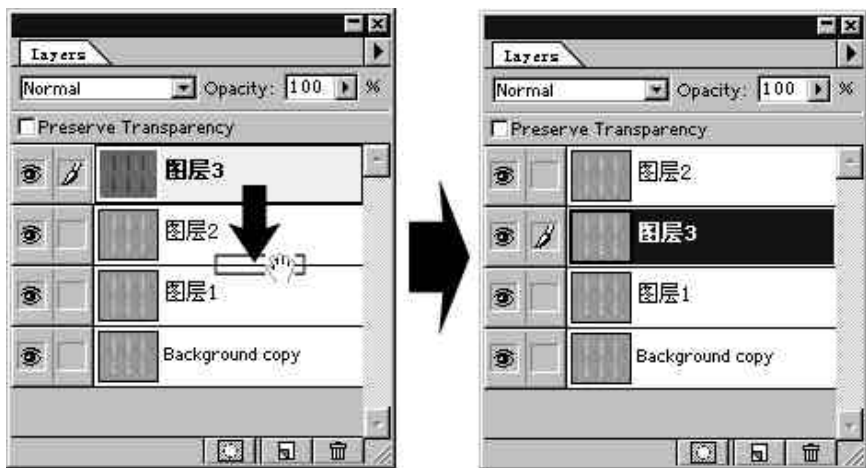 Layers
Normal Opacity: 100 %
Preserve Transparency
图层3
图层2
图层1
Background copy
Layers
Normal Opacity: 100 %
Preserve Transparency
图层2
图层3
图层1
Background copy